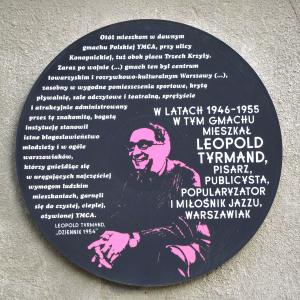 Otóż mieszkam w dawnym
gmachu Polskiej YMCA, przy ulicy
Konopnickiej, tuż obok placu Trzech Krzyży.
Zaraz po wojnie (...) gmach ten był centrum
towarzyskim i rozrywkowo-kulturalnym Warszawy (...),
zasobny w wygodne pomieszczenia sportowe, krytą
pływalnię, sale odczytowe i teatralną, sprężyście
i atrakcyjnie administrowany
przez tę znakomitą, bogatą
instytucję stanowił
istne błogosławieństwo
młodzieży i w ogóle
warszawiaków,
którzy gnieżdżąc się
w urągających najczęściej
wymogom ludzkim
mieszkaniach, garnęli
się do czystej, ciepłej,
ożywionej YMCA.
LEOPOLD TYRMAND,
„DZIENNIK 1954”
W LATACH 1946-1955
W TYM GMACHU
MIESZKAŁ
LEOPOLD
TYRMAND,
PISARZ,
PUBLICYSTA,
POPULARYZATOR
I MIŁOŚNIK JAZZU,
WARSZAWIAK